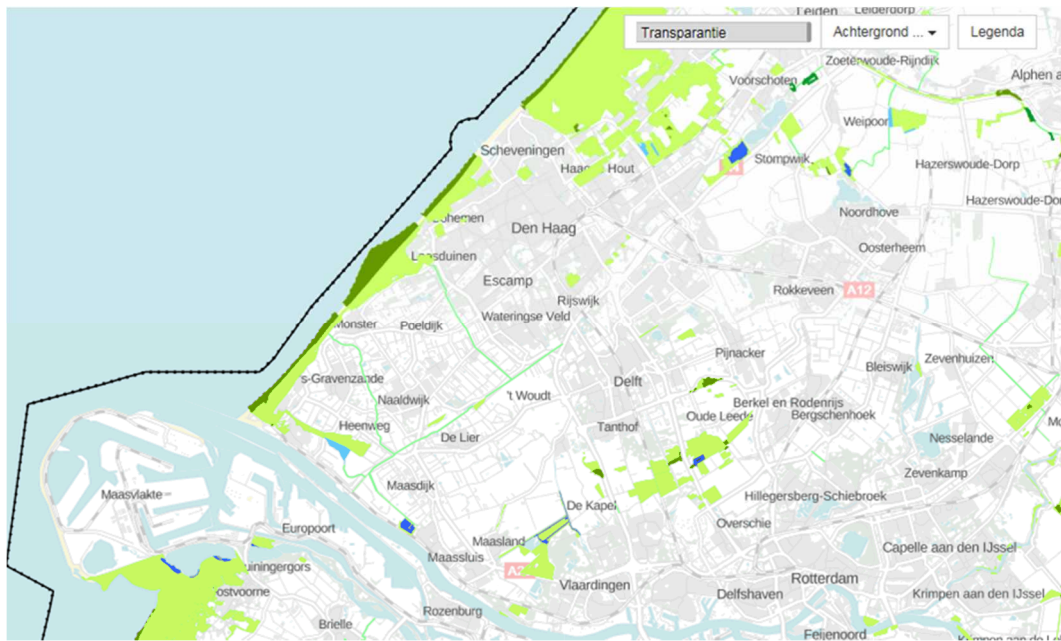 Leiden
Leiderdorp
Transparantie
Achtergrond ...
Legenda
Zoeterwoude-Rijndijk
Voorschoten
Alphen a
Weipoort
Scheveningen
Stompwijk
Hazerswoude-Dorp
Hazerswoude-Dor
Noordhove
Den Haag
Oosterheem
Loosduinen
Escamp
Rokkeveen
A12
Rijswijk
Wateringse Veld
Monster
Poeldijk
Pijnacker
Zevenhuizen
Bleiswijk
's-Gravenzande
Delft
't Woudt
Naaldwijk
Berkel en Rodenrijs
Oude Leede
Bergschenhoek
Heenweg
Tanthof
De Lier
Nesselande
Zevenkamp
Maasdijk
Maasvlakte
Hillegersberg-Schiebroek
De Kapel
Europoort
Overschie
Maasland
Capelle aan den IJssel
Maassluis
Rotterdam
Vlaardingen
Delfshaven
Krimpen aan den IJssel
Rozenburg
Brielle
Feijenoord